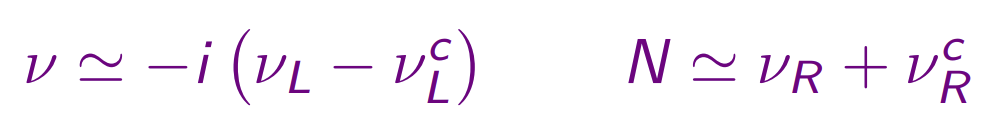 ν ≃ −i (ν_L − ν_L^c)    N ≃ ν_R + ν_R^c